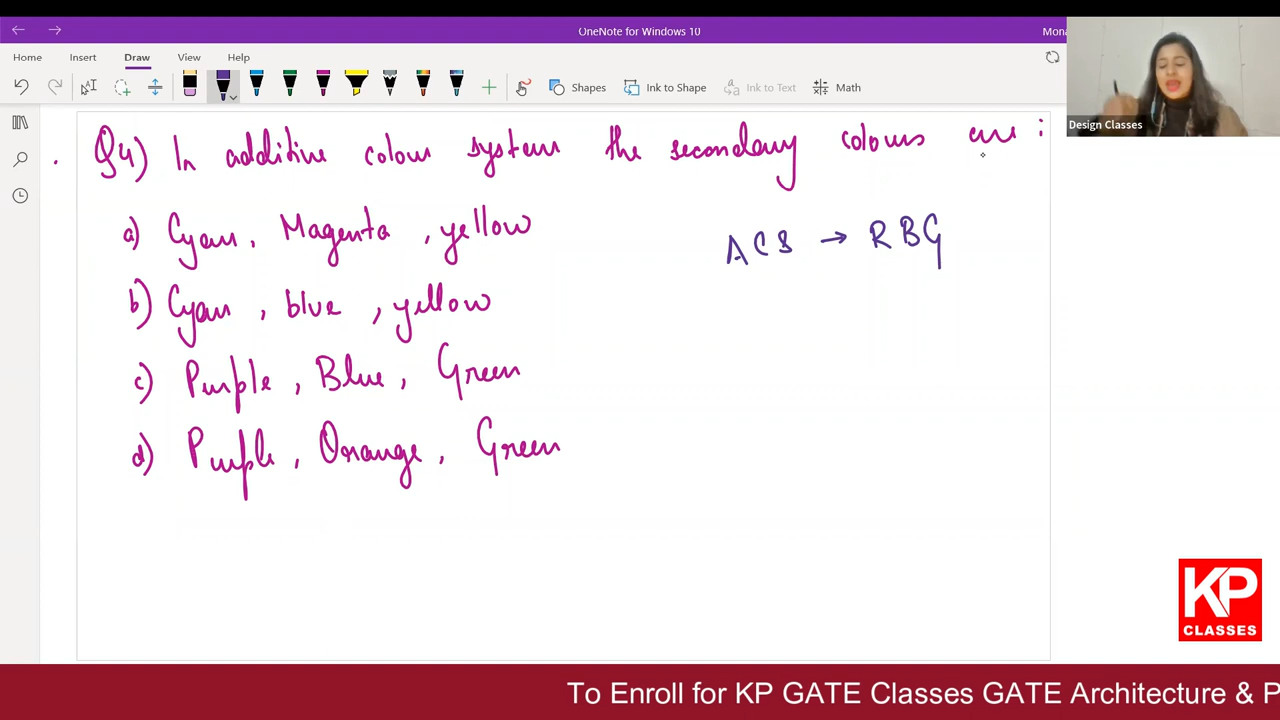 OneNote for Windows 10
Mona
Home Insert Draw View Help
Shapes Ink to Shape Ink to Text Math
Design Classes
Q4) In additive colour system the secondary colours are :
a) Cyan, Magenta, yellow
ACS → RBG
b) Cyan, blue, yellow
c) Purple, Blue, Green
d) Purple, Orange, Green
KP
CLASSES
To Enroll for KP GATE Classes GATE Architecture & P